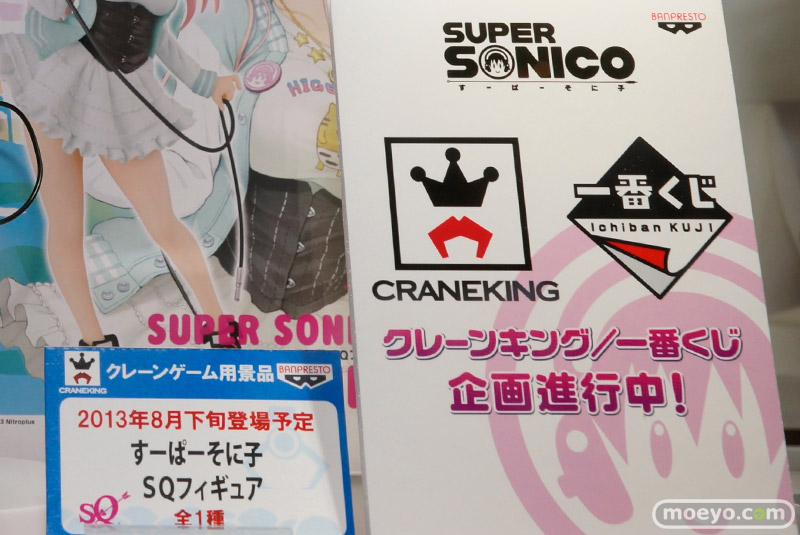 HIGG
SUPER SONI
3 Nitroplus
CRANEKING
クレーンゲーム用景品
BANPRESTO
2013年8月下旬登場予定
すーぱーそに子
SQフィギュア
SQ
全1種
BANPRESTO
SUPER
SONICO
すーぱーそに子
一番くじ
Ichiban KUJI
CRANEKING
クレーンキング/一番くじ
企画進行中!
moeyo.com